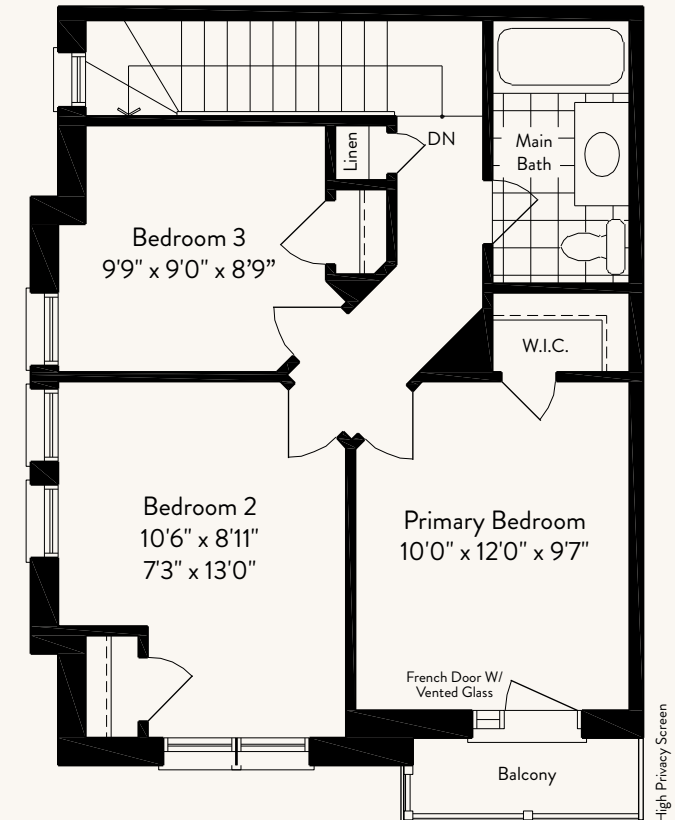 Linen
DN
Main
Bath
Bedroom 3
9'9" x 9'0" x 8’9”
W.I.C.
Bedroom 2
10'6" x 8'11"
7'3" x 13'0"
Primary Bedroom
10'0" x 12'0" x 9'7"
French Door W/
Vented Glass
Balcony
Privacy Screen